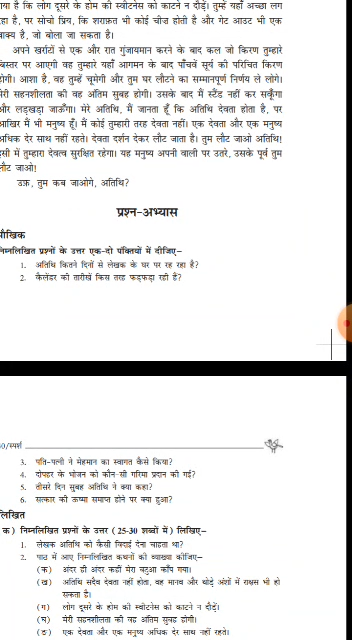 गया है कि लोग दूसरे के होम की स्वीटनेस को काटने न दौड़ें। तुम्हें यहाँ अच्छा लग
रहा है, पर सोचो प्रिय, कि शराफ़त भी कोई चीज़ होती है और गेट आउट भी एक
वाक्य है, जो बोला जा सकता है।
अपने खर्राटों से एक और रात गुंजायमान करने के बाद कल जो किरण तुम्हारे
बिस्तर पर आएगी वह तुम्हारे यहाँ आगमन के बाद पाँचवें सूर्य की परिचित किरण
होगी। आशा है, वह तुम्हें चूमेगी और तुम घर लौटने का सम्मानपूर्ण निर्णय ले लोगे।
मेरी सहनशीलता की वह अंतिम सुबह होगी। उसके बाद मैं स्टैंड नहीं कर सकूँगा
और लड़खड़ा जाऊँगा। मेरे अतिथि, मैं जानता हूँ कि अतिथि देवता होता है, पर
आखिर मैं भी मनुष्य हूँ। मैं कोई तुम्हारी तरह देवता नहीं। एक देवता और एक मनुष्य
अधिक देर साथ नहीं रहते। देवता दर्शन देकर लौट जाता है। तुम लौट जाओ अतिथि!
इसी में तुम्हारा देवत्व सुरक्षित रहेगा। यह मनुष्य अपनी वाली पर उतरे, उसके पूर्व तुम
लौट जाओ!
उफ़, तुम कब जाओगे, अतिथि?
प्रश्न-अभ्यास
मौखिक
निम्नलिखित प्रश्नों के उत्तर एक-दो पंक्तियों में दीजिए–
1. अतिथि कितने दिनों से लेखक के घर पर रह रहा है?
2. कैलेंडर की तारीखें किस तरह फड़फड़ा रही हैं?
0/स्पर्श
3. पति-पत्नी ने मेहमान का स्वागत कैसे किया?
4. दोपहर के भोजन को कौन-सी गरिमा प्रदान की गई?
5. तीसरे दिन सुबह अतिथि ने क्या कहा?
6. सत्कार की ऊष्मा समाप्त होने पर क्या हुआ?
लिखित
क) निम्नलिखित प्रश्नों के उत्तर (25-30 शब्दों में) लिखिए–
1. लेखक अतिथि को कैसी विदाई देना चाहता था?
2. पाठ में आए निम्नलिखित कथनों की व्याख्या कीजिए–
(क) अंदर ही अंदर कहीं मेरा बटुआ काँप गया।
(ख) अतिथि सदैव देवता नहीं होता, वह मानव और थोड़े अंशों में राक्षस भी हो
सकता है।
(ग) लोग दूसरे के होम की स्वीटनेस को काटने न दौड़ें।
(घ) मेरी सहनशीलता की वह अंतिम सुबह होगी।
(ङ) एक देवता और एक मनुष्य अधिक देर साथ नहीं रहते।